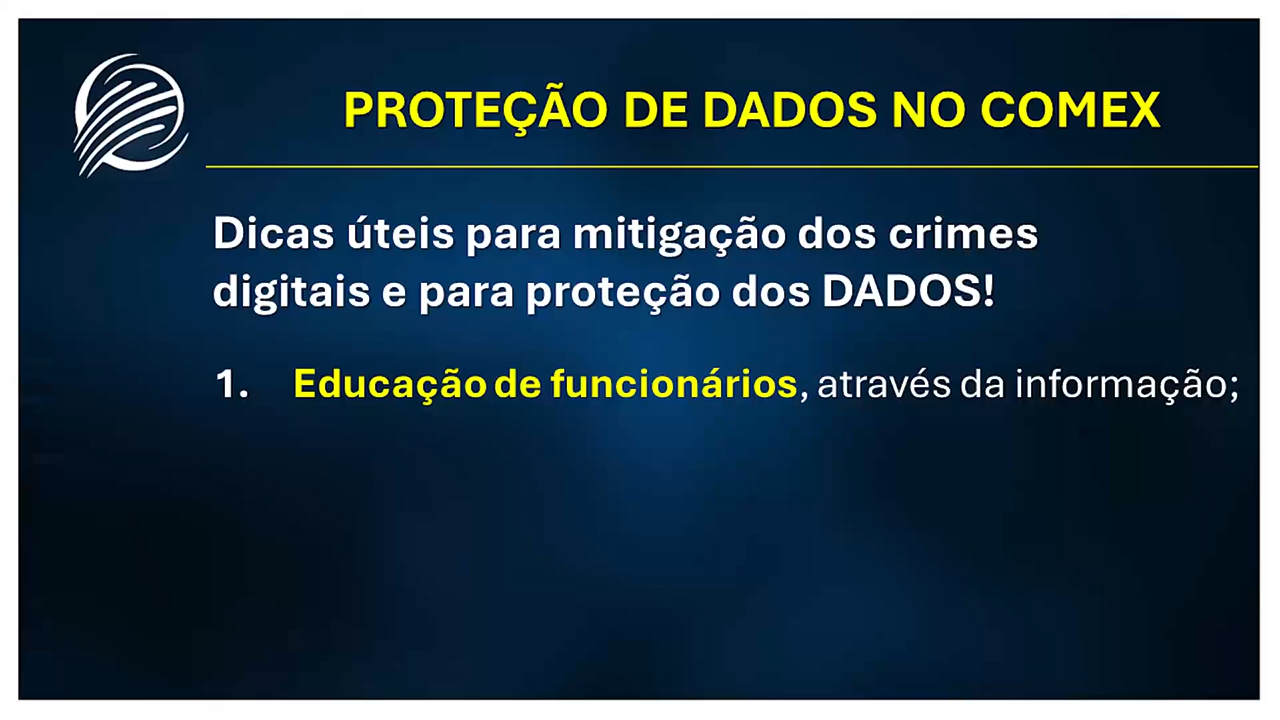 PROTEÇÃO DE DADOS NO COMEX
Dicas úteis para mitigação dos crimes
digitais e para proteção dos DADOS!
1. Educação de funcionários, através da informação;